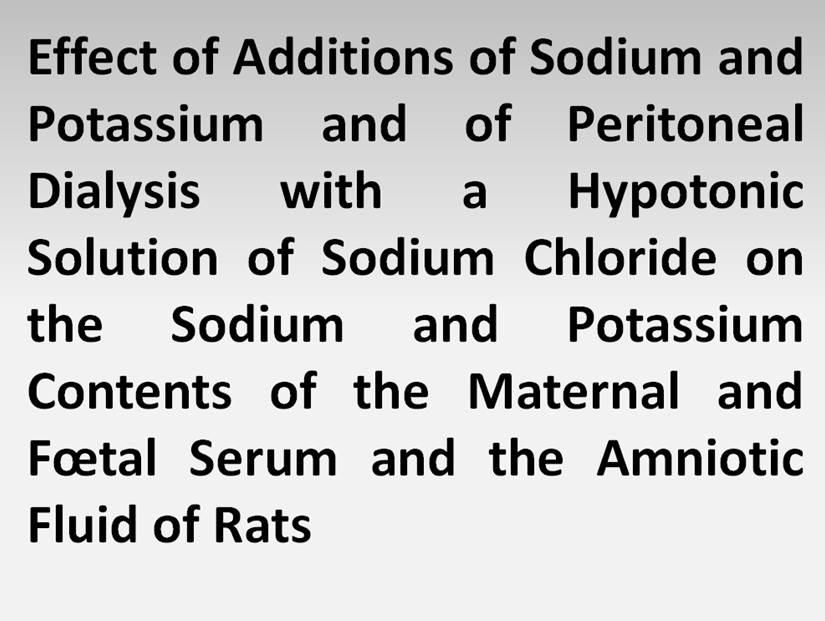 Effect of Additions of Sodium and
Potassium and of Peritoneal
Dialysis with a Hypotonic
Solution of Sodium Chloride on
the Sodium and Potassium
Contents of the Maternal and
Fœtal Serum and the Amniotic
Fluid of Rats